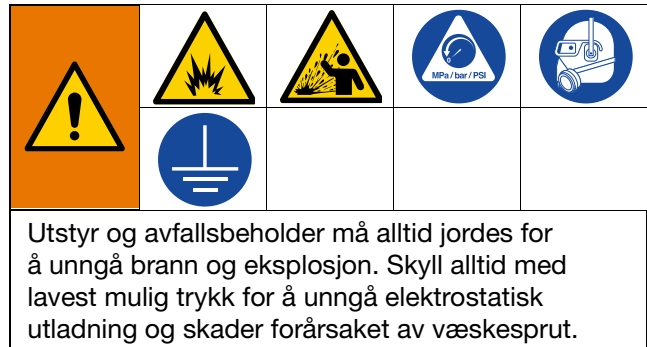 MPa / bar / PSI
Utstyr og avfallsbeholder må alltid jordes for
å unngå brann og eksplosjon. Skyll alltid med
lavest mulig trykk for å unngå elektrostatisk
utladning og skader forårsaket av væskesprut.